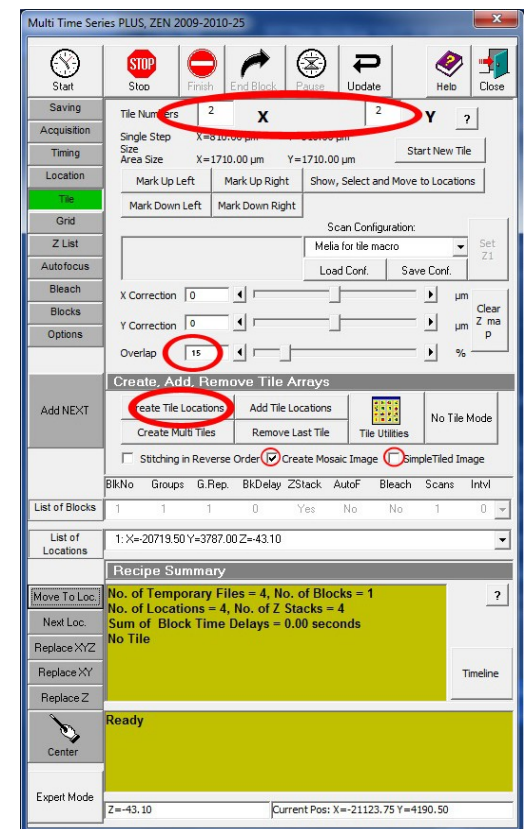 Multi Time Series PLUS, ZEN 2009-2010-25
STOP
Start Stop Finish End Block Pause Update Help Close
Saving
Acquisition
Timing
Location
Tile
Grid
Z List
Autofocus
Bleach
Blocks
Options
Tile Numbers 2 X 2 Y ?
Single Step
Size
Area Size X=1710.00 µm Y=1710.00 µm
Start New Tile
Mark Up Left Mark Up Right Show, Select and Move to Locations
Mark Down Left Mark Down Right
Scan Configuration:
Melia for tile macro
Set
Z1
Load Conf. Save Conf.
X Correction 0 µm
Y Correction 0 µm
Clear
Z ma
p
Overlap 15 %
Create, Add, Remove Tile Arrays
Add NEXT
Create Tile Locations Add Tile Locations
Create Multi Tiles Remove Last Tile Tile Utilities No Tile Mode
Stitching in Reverse Order Create Mosaic Image SimpleTiled Image
BlkNo Groups G.Rep. BkDelay ZStack AutoF Bleach Scans Intvl
List of Blocks 1 1 1 0 Yes No No 1 0
List of
Locations
1: X=-20719.50 Y=3787.00 Z=-43.10
Recipe Summary
Move To Loc.
Next Loc.
Replace XYZ
Replace XY
Replace Z
No. of Temporary Files = 4, No. of Blocks = 1
No. of Locations = 4, No. of Z Stacks = 4
Sum of Block Time Delays = 0.00 seconds
No Tile
?
Timeline
Center
Ready
Expert Mode
Z=-43.10 Current Pos: X=-21123.75 Y=4190.50